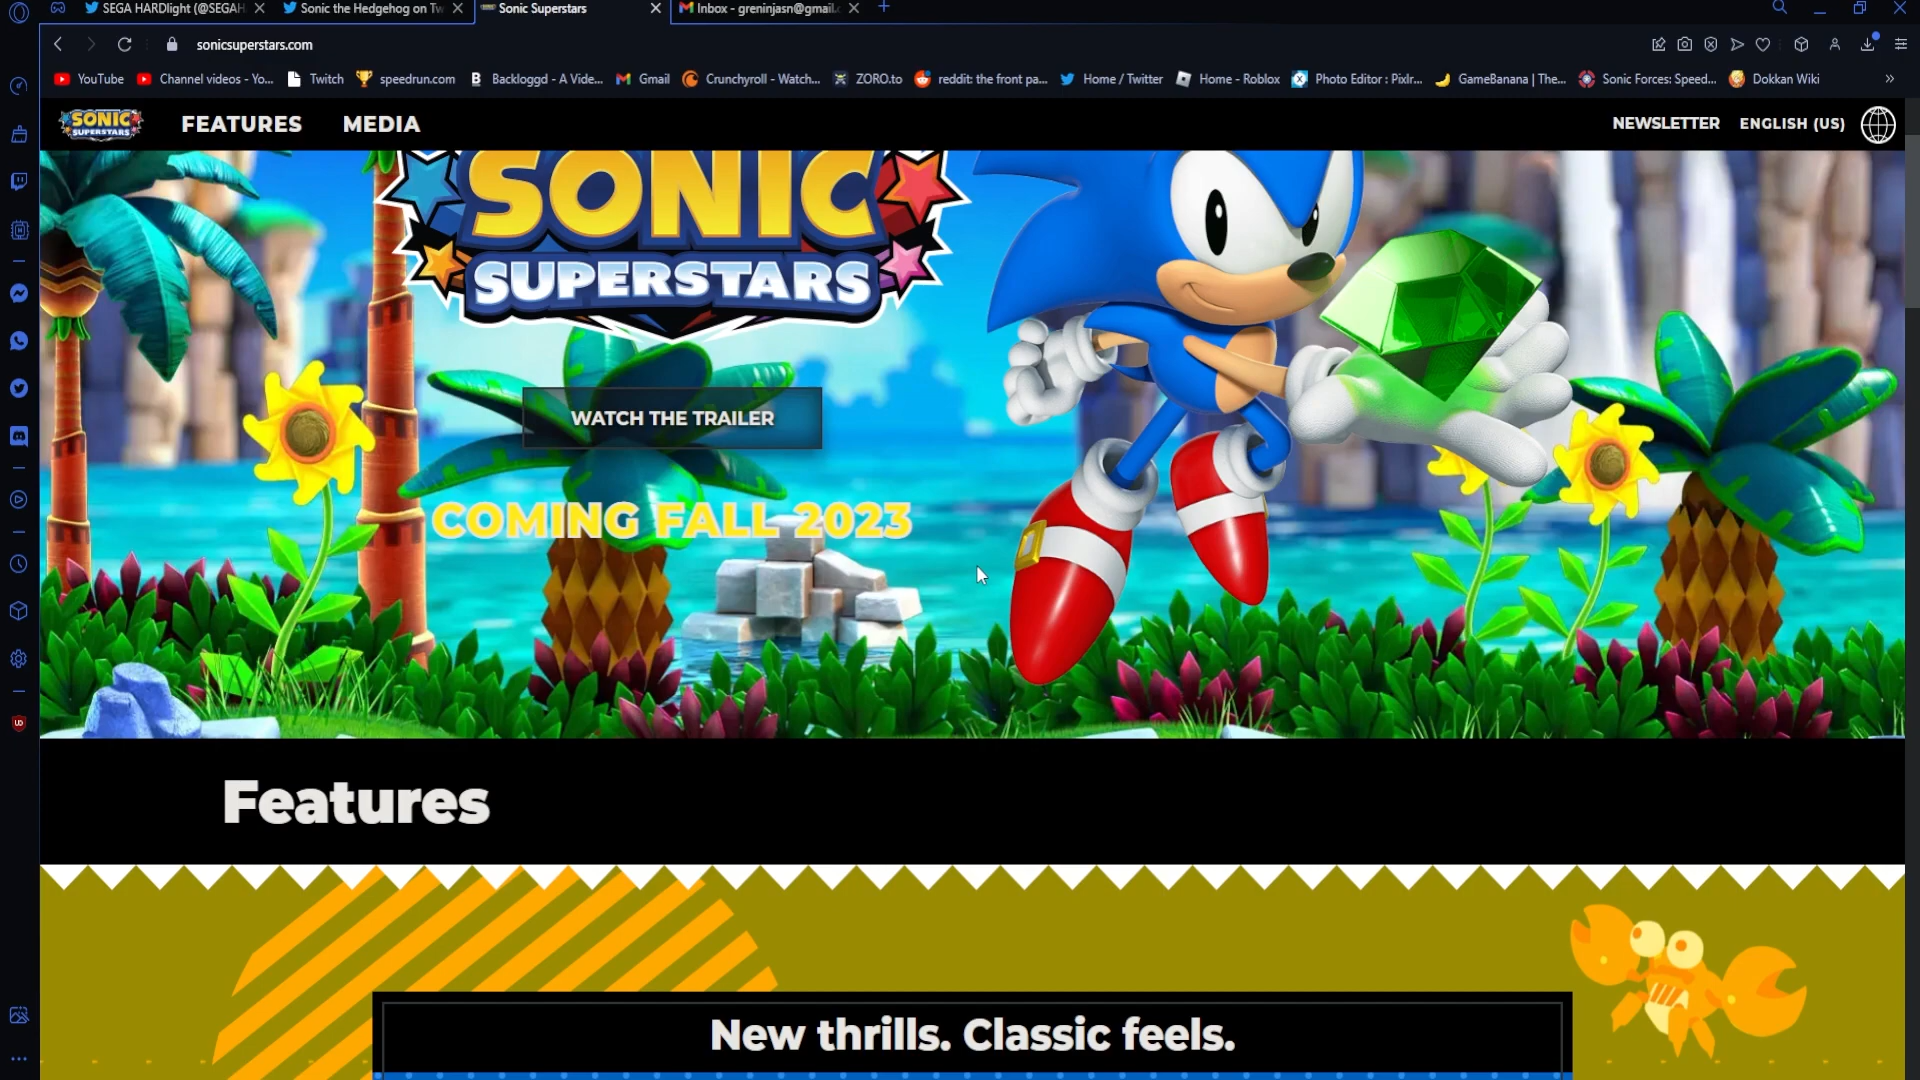 SEGA HARDlight (@SEGAH
Sonic the Hedgehog on Tw
Sonic Superstars
Inbox - greninjasn@gmail.
sonicsuperstars.com
YouTube
Channel videos - Yo...
Twitch
speedrun.com
B Backloggd - A Vide...
Gmail
Crunchyroll - Watch...
ZORO.to
reddit: the front pa...
Home / Twitter
Home - Roblox
Photo Editor : Pixlr...
GameBanana | The...
Sonic Forces: Speed...
Dokkan Wiki
SONIC
SUPERSTARS
FEATURES
MEDIA
NEWSLETTER
ENGLISH (US)
SONIC
SUPERSTARS
WATCH THE TRAILER
COMING FALL 2023
Features
New thrills. Classic feels.